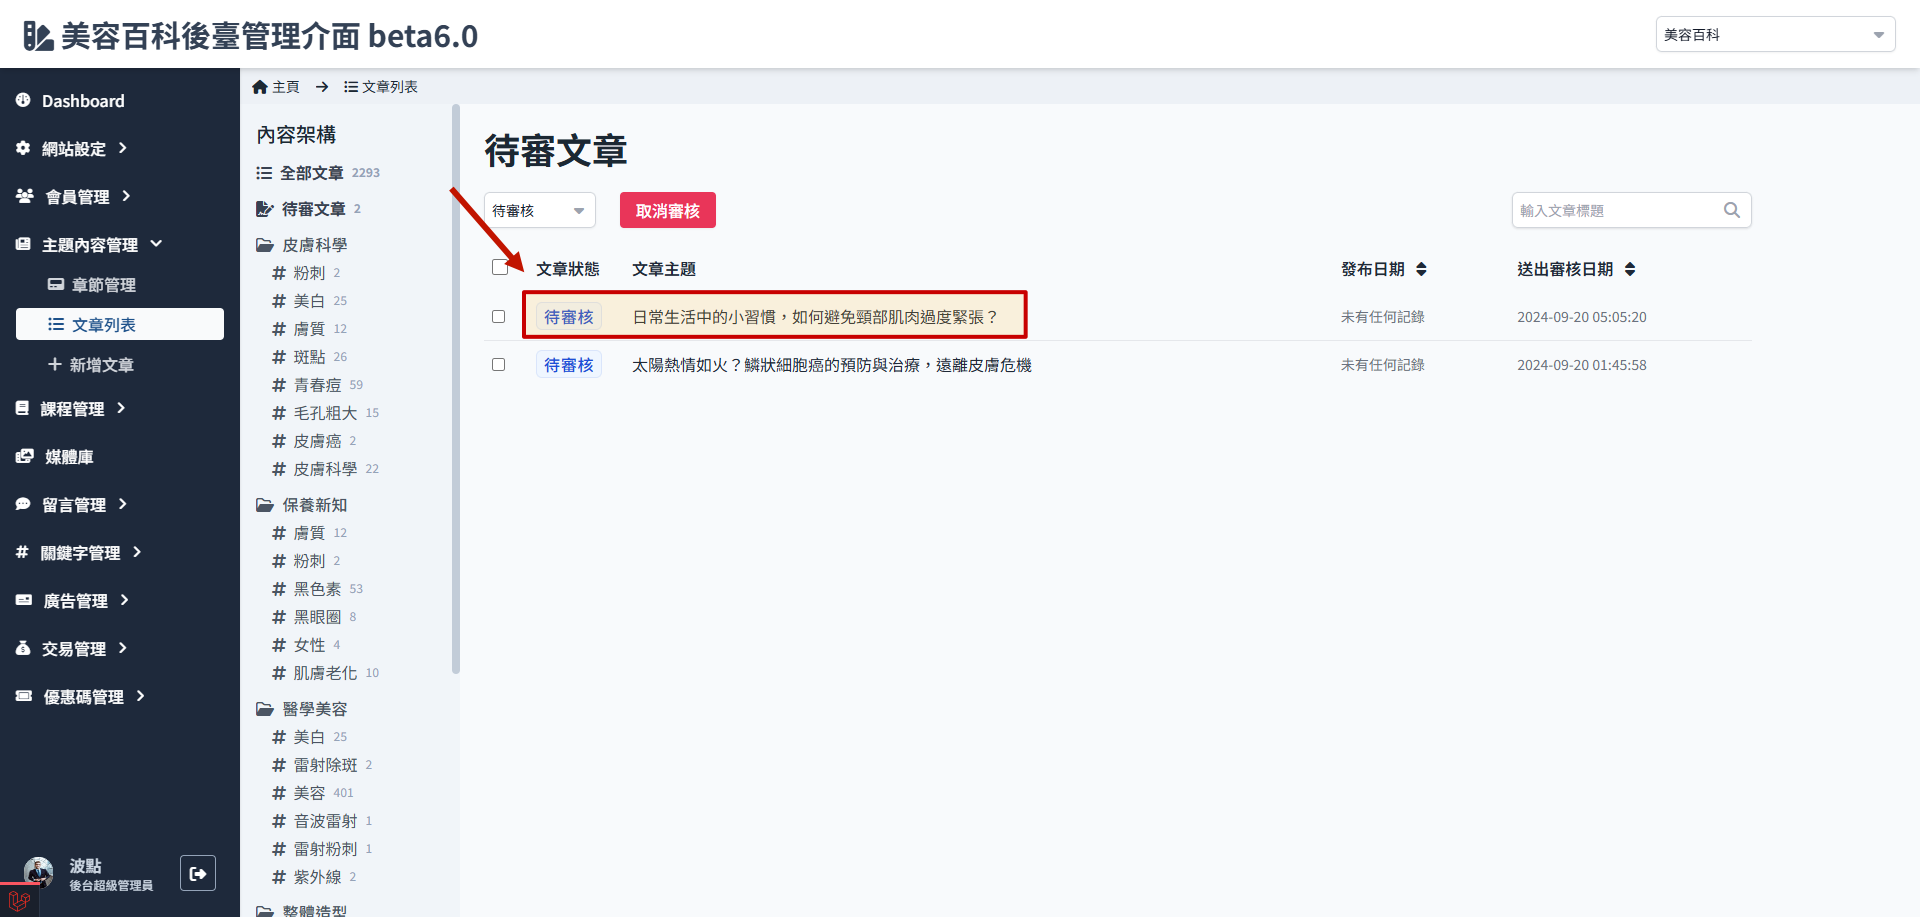 美容百科後臺管理介面 beta6.0
美容百科
Dashboard
網站設定
會員管理
主題內容管理
章節管理
文章列表
新增文章
課程管理
媒體庫
留言管理
關鍵字管理
廣告管理
交易管理
優惠碼管理
波點
後台超級管理員
主頁 → 文章列表
內容架構
全部文章 2293
待審文章 2
皮膚科學
# 粉刺 2
# 美白 25
# 膚質 12
# 斑點 26
# 青春痘 59
# 毛孔粗大 15
# 皮膚癌 2
# 皮膚科學 22
保養新知
# 膚質 12
# 粉刺 2
# 黑色素 53
# 黑眼圈 8
# 女性 4
# 肌膚老化 10
醫學美容
# 美白 25
# 雷射除斑 2
# 美容 401
# 音波雷射 1
# 雷射粉刺 1
# 紫外線 2
整體造型
待審文章
待審核 取消審核 輸入文章標題
文章狀態 文章主題 發布日期 送出審核日期
待審核 日常生活中的小習慣，如何避免頸部肌肉過度緊張？ 未有任何記錄 2024-09-20 05:05:20
待審核 太陽熱情如火？鱗狀細胞癌的預防與治療，遠離皮膚危機 未有任何記錄 2024-09-20 01:45:58